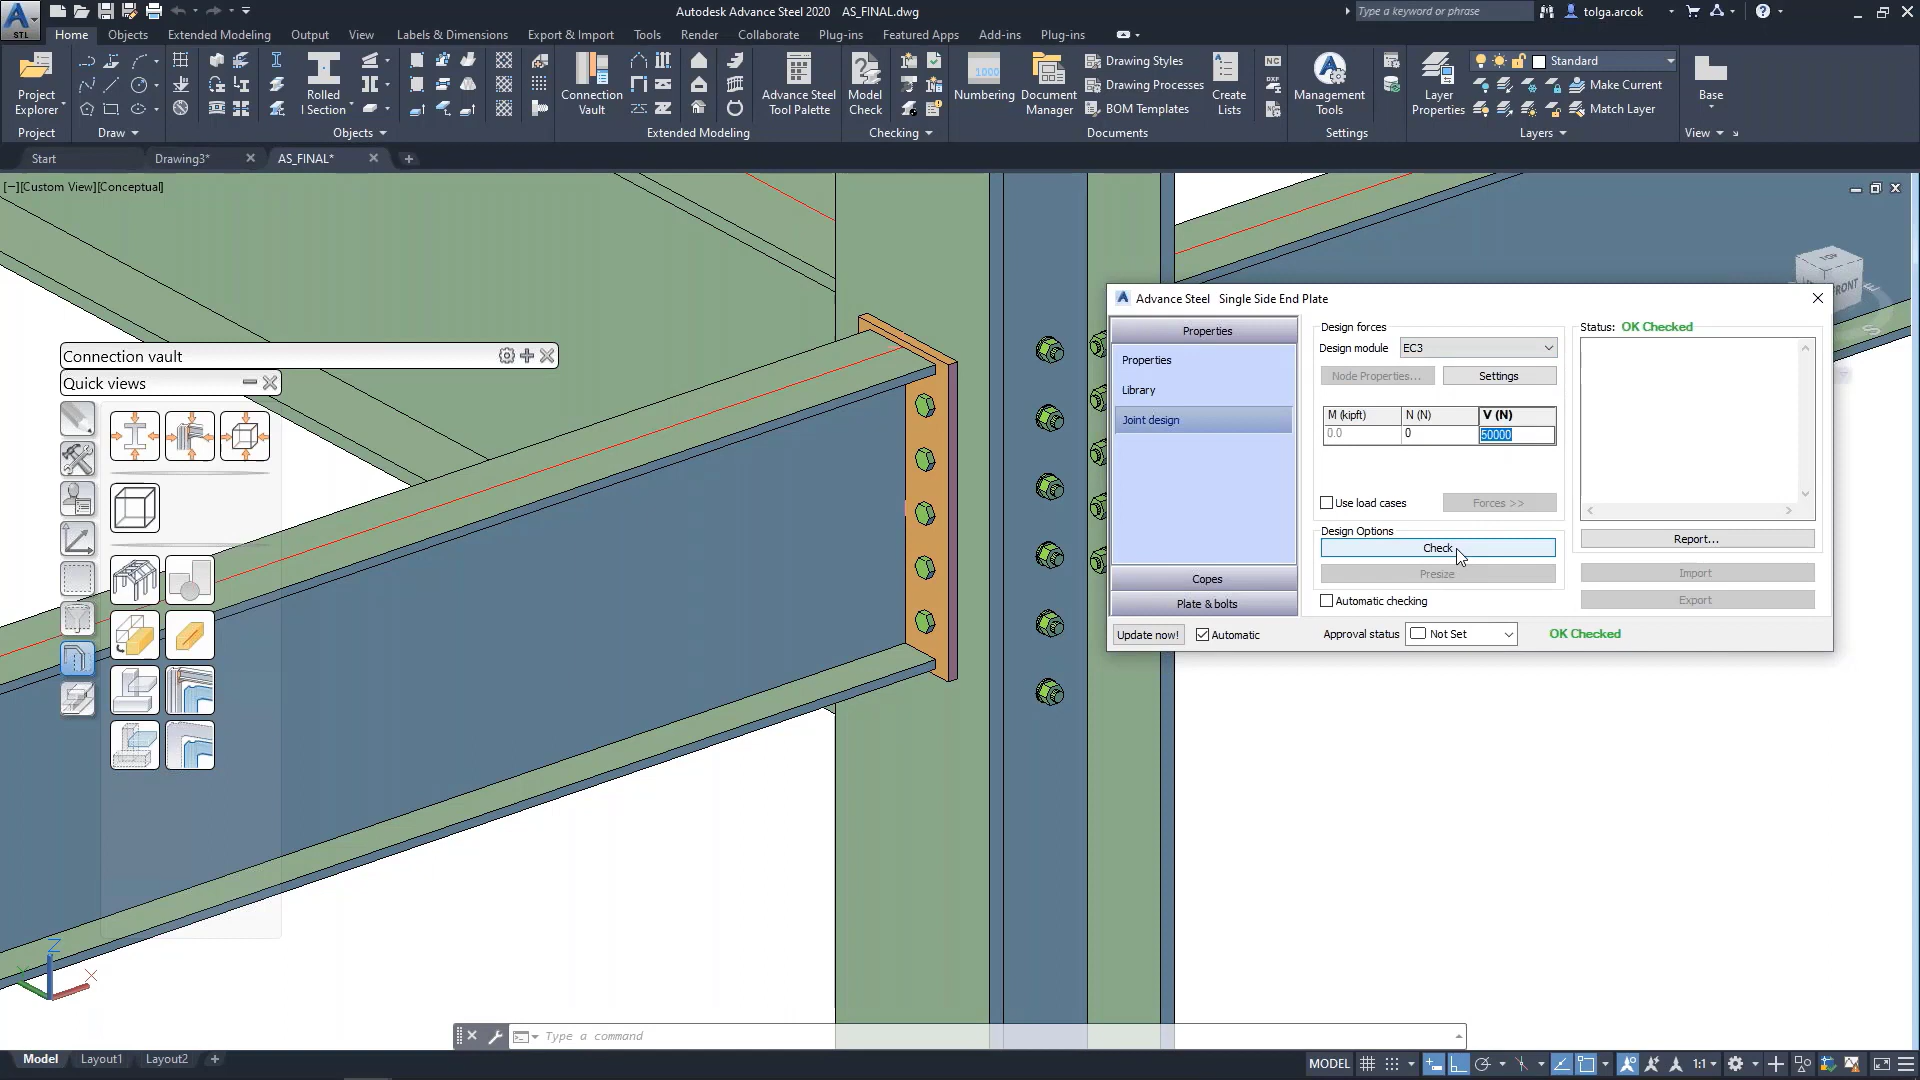 Autodesk Advance Steel 2020 AS_FINAL.dwg
Type a keyword or phrase
tolga.arcok
STL
Home Objects Extended Modeling Output View Labels & Dimensions Export & Import Tools Render Collaborate Plug-ins Featured Apps Add-ins Plug-ins
Project Explorer
Rolled I Section
Connection Vault
Advance Steel Tool Palette
Model Check
1000
Numbering
Document Manager
Drawing Styles
Drawing Processes
BOM Templates
Create Lists
NC
DXF
NC
Management Tools
Layer Properties
Standard
Make Current
Match Layer
Base
Project Draw Objects Extended Modeling Checking Documents Settings Layers View
Start Drawing3* AS_FINAL*
[−][Custom View][Conceptual]
TOP
FRONT
E
S
Connection vault
Quick views
Advance Steel Single Side End Plate
Properties
Properties
Library
Joint design
Copes
Plate & bolts
Design forces
Design module EC3
Node Properties... Settings
M (kipft) N (N) V (N)
0.0 0 50000
Use load cases Forces >>
Design Options
Check
Presize
Automatic checking
Status: OK Checked
Report...
Import
Export
Update now! Automatic Approval status Not Set OK Checked
Z
Y
X
Type a command
Model Layout1 Layout2
MODEL 1:1